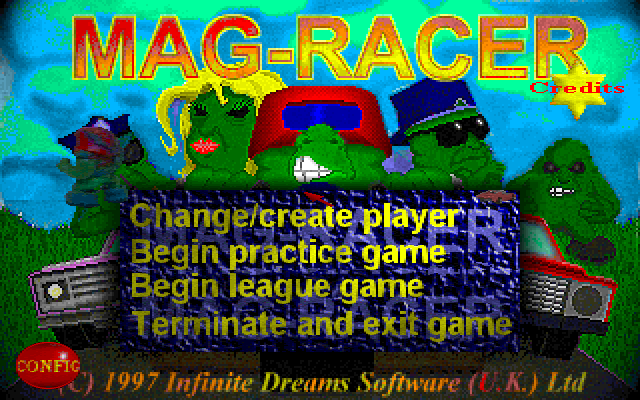 MAG-RACER
Credits
Change/create player
Begin practice game
Begin league game
Terminate and exit game
CONFIG
(C) 1997 Infinite Dreams Software (U.K.) Ltd